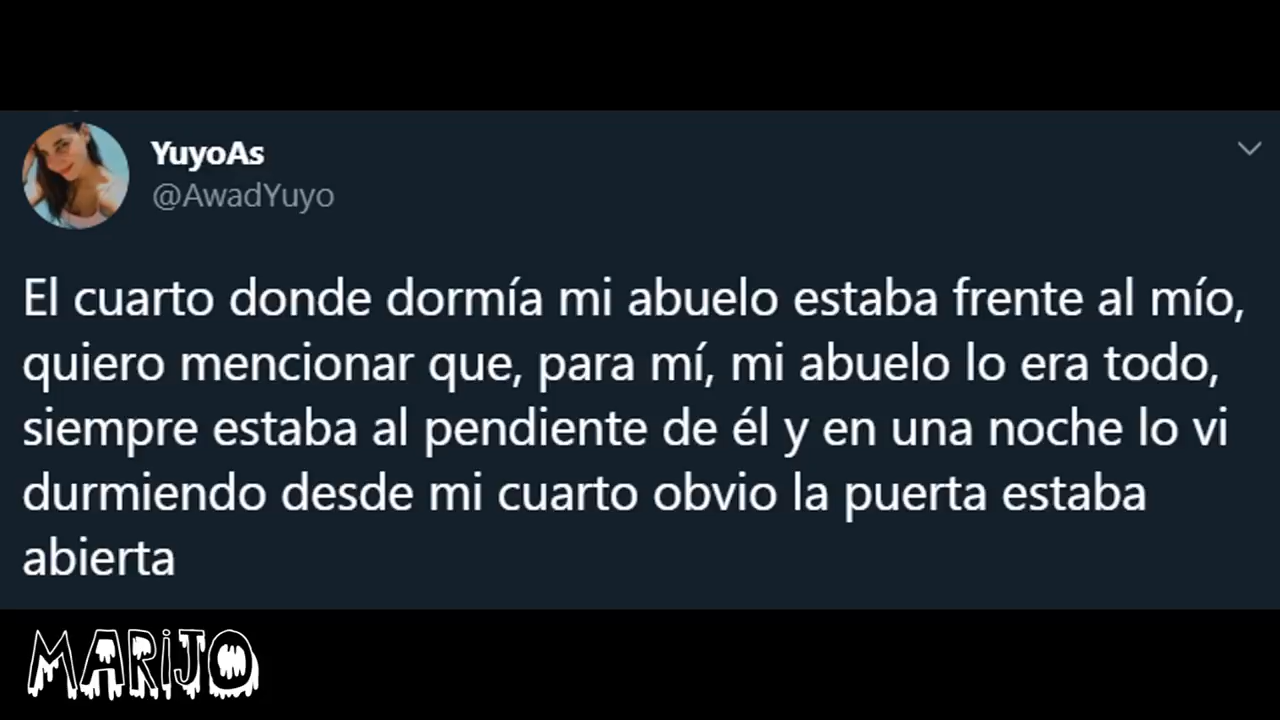 YuyoAs
@AwadYuyo
El cuarto donde dormía mi abuelo estaba frente al mío,
quiero mencionar que, para mí, mi abuelo lo era todo,
siempre estaba al pendiente de él y en una noche lo vi
durmiendo desde mi cuarto obvio la puerta estaba
abierta
MARiJO